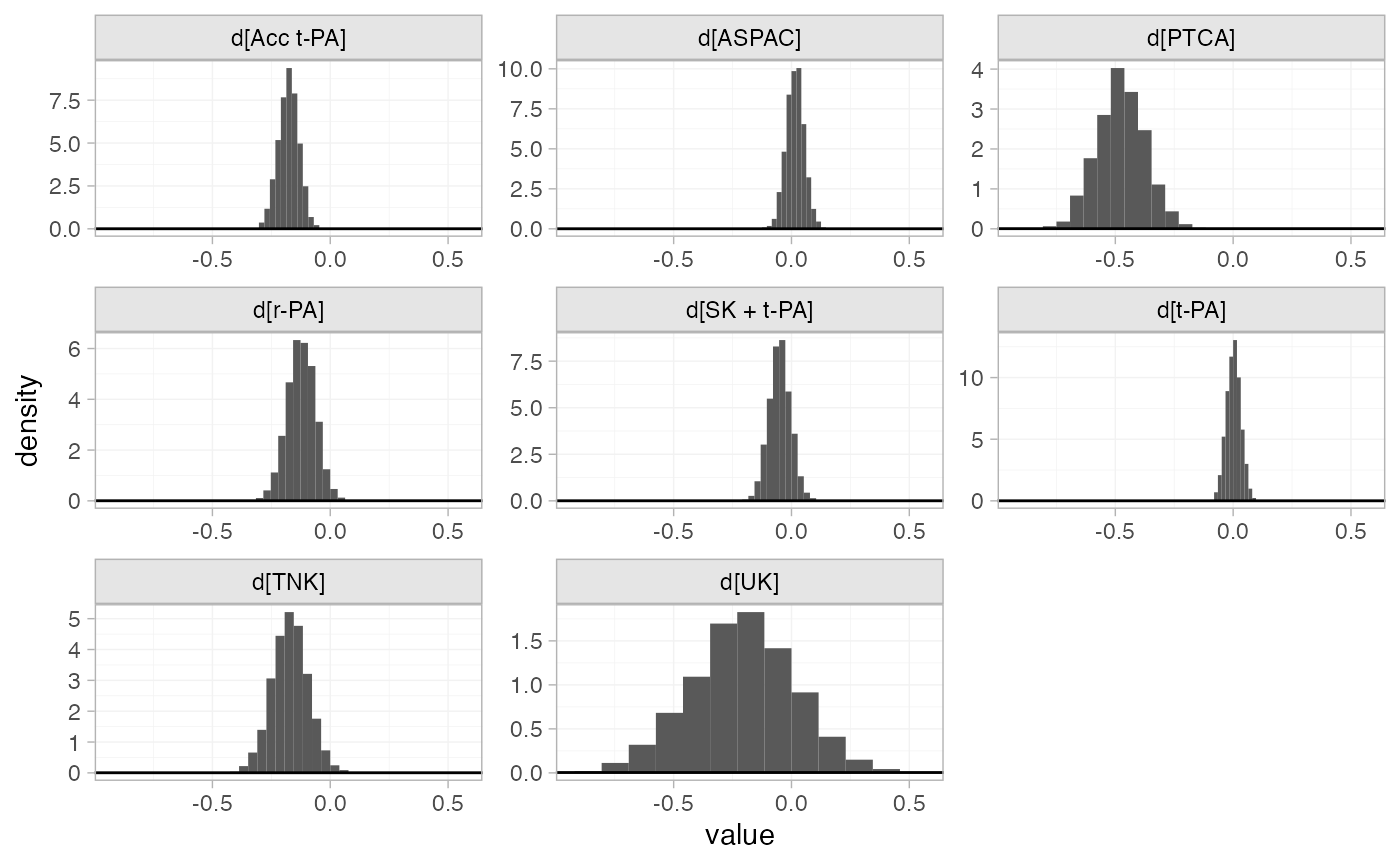 d[Acc t-PA] d[ASPAC] d[PTCA]
7.5 5.0 2.5 0.0
10.0 7.5 5.0 2.5 0.0
4 3 2 1 0
-0.5 0.0 0.5 -0.5 0.0 0.5 -0.5 0.0 0.5
d[r-PA] d[SK + t-PA] d[t-PA]
6 4 2 0
7.5 5.0 2.5 0.0
10 5 0
-0.5 0.0 0.5 -0.5 0.0 0.5 -0.5 0.0 0.5
density
d[TNK] d[UK]
5 4 3 2 1 0
1.5 1.0 0.5 0.0
-0.5 0.0 0.5 -0.5 0.0 0.5
value